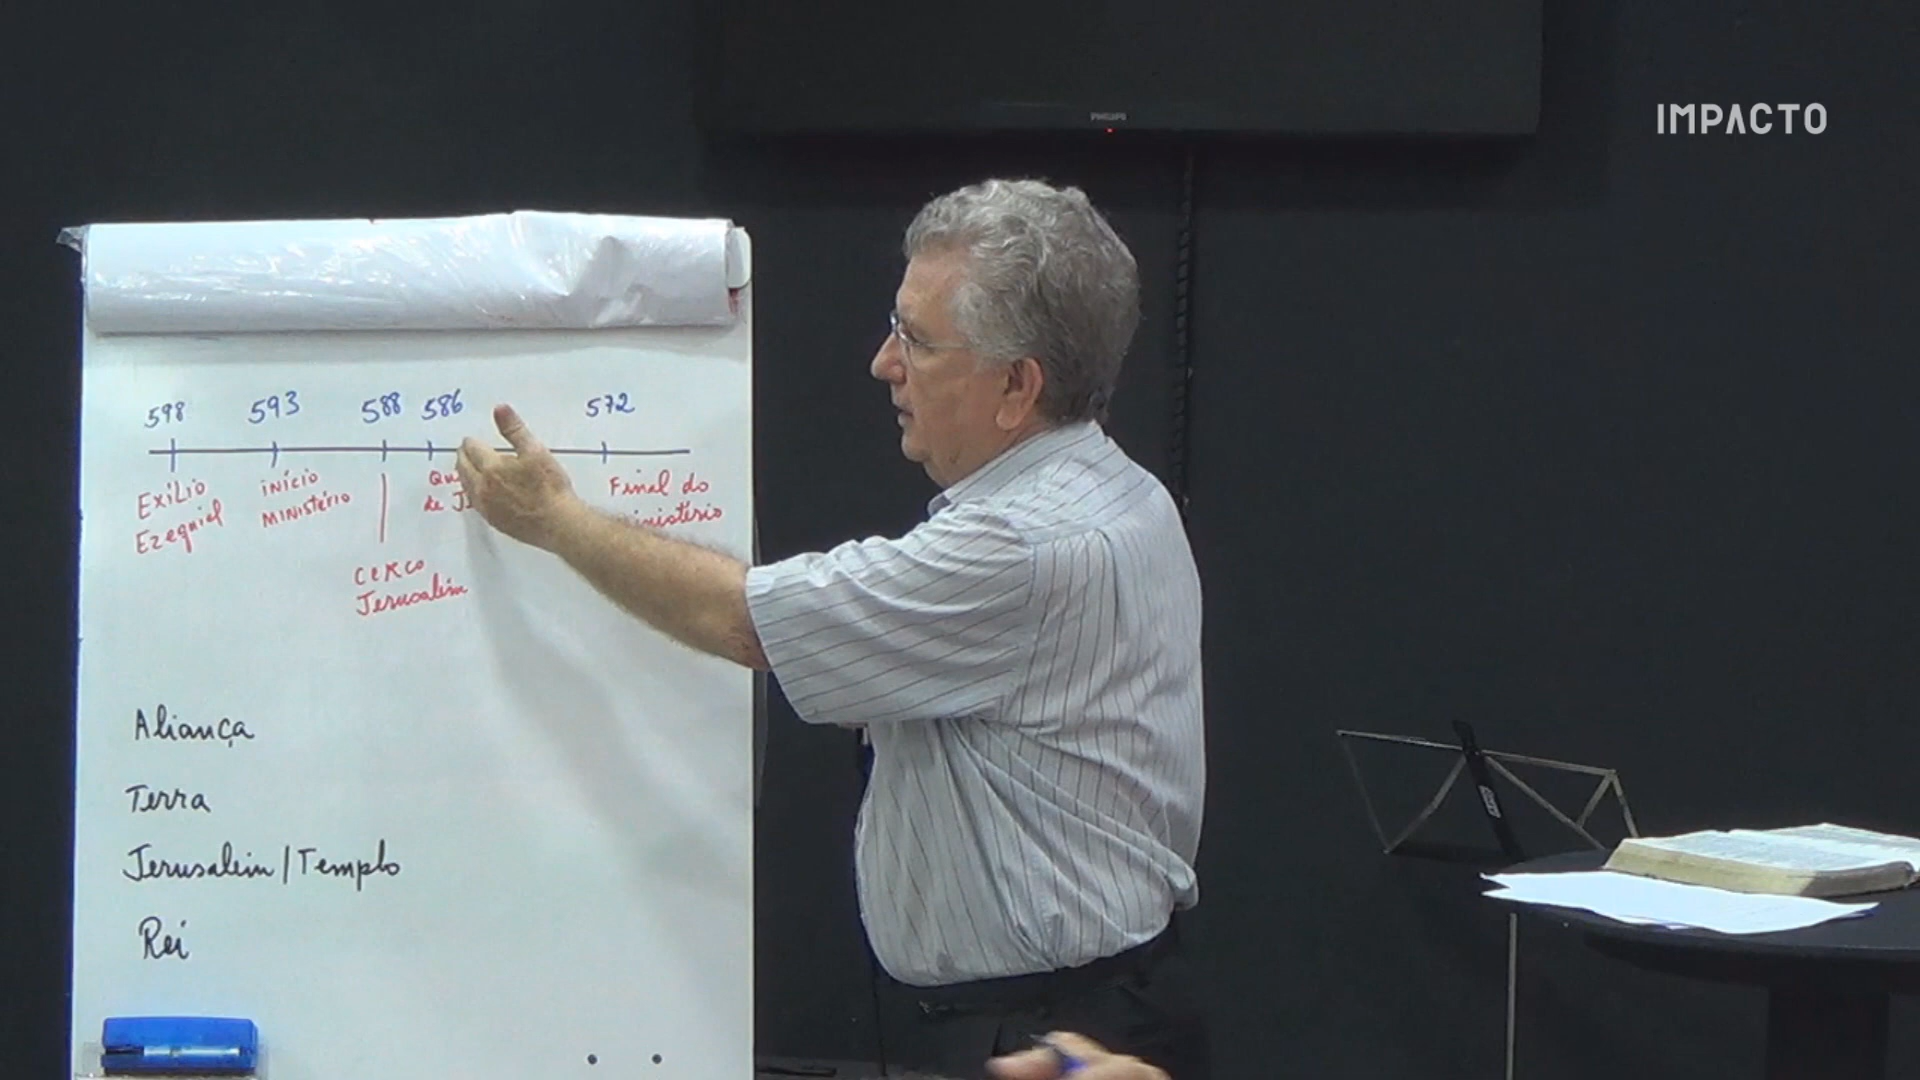 IMPACTO
PHILIPS
598 593 588 586 572
Exílio
Ezequiel
início
Ministério
cerco
Jerusalém
de
Final do
Aliança
Terra
Jerusalém/Templo
Rei